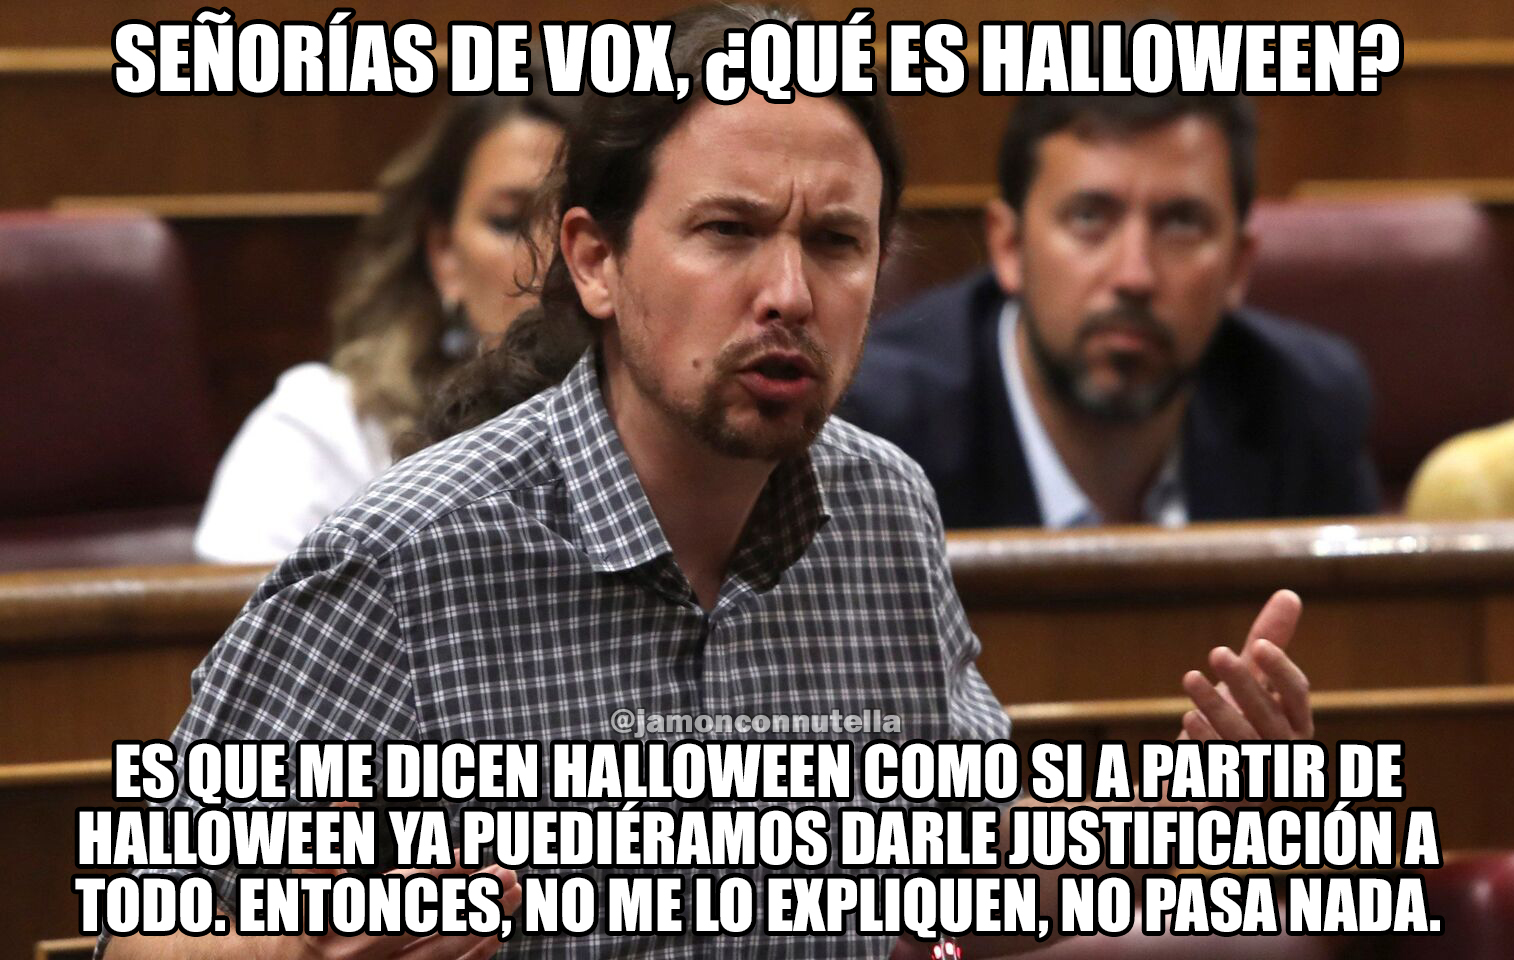 SEÑORÍAS DE VOX, ¿QUÉ ES HALLOWEEN?
@jamonconnutella
ES QUE ME DICEN HALLOWEEN COMO SI A PARTIR DE
HALLOWEEN YA PUEDIÉRAMOS DARLE JUSTIFICACIÓN A
TODO. ENTONCES, NO ME LO EXPLIQUEN, NO PASA NADA.